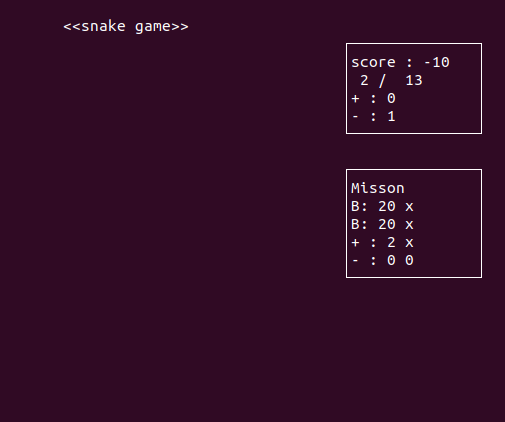 <<snake game>>
score : -10
2 /  13
+ : 0
- : 1
Misson
B: 20 x
B: 20 x
+ : 2 x
- : 0 0